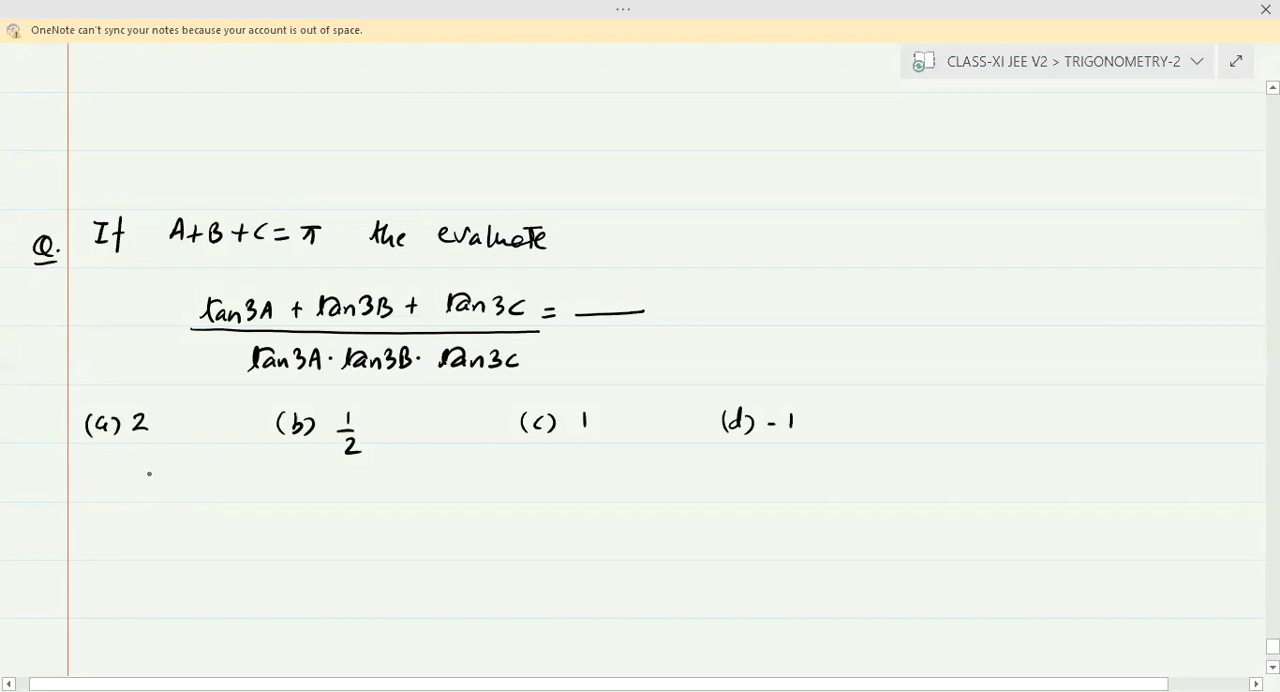 ...
OneNote can't sync your notes because your account is out of space.
CLASS-XI JEE V2 > TRIGONOMETRY-2
Q. If A+B+C = π the evaluate
tan3A + tan3B + tan3C = ____
tan3A · tan3B · tan3C
(a) 2 (b) 1/2 (c) 1 (d) -1